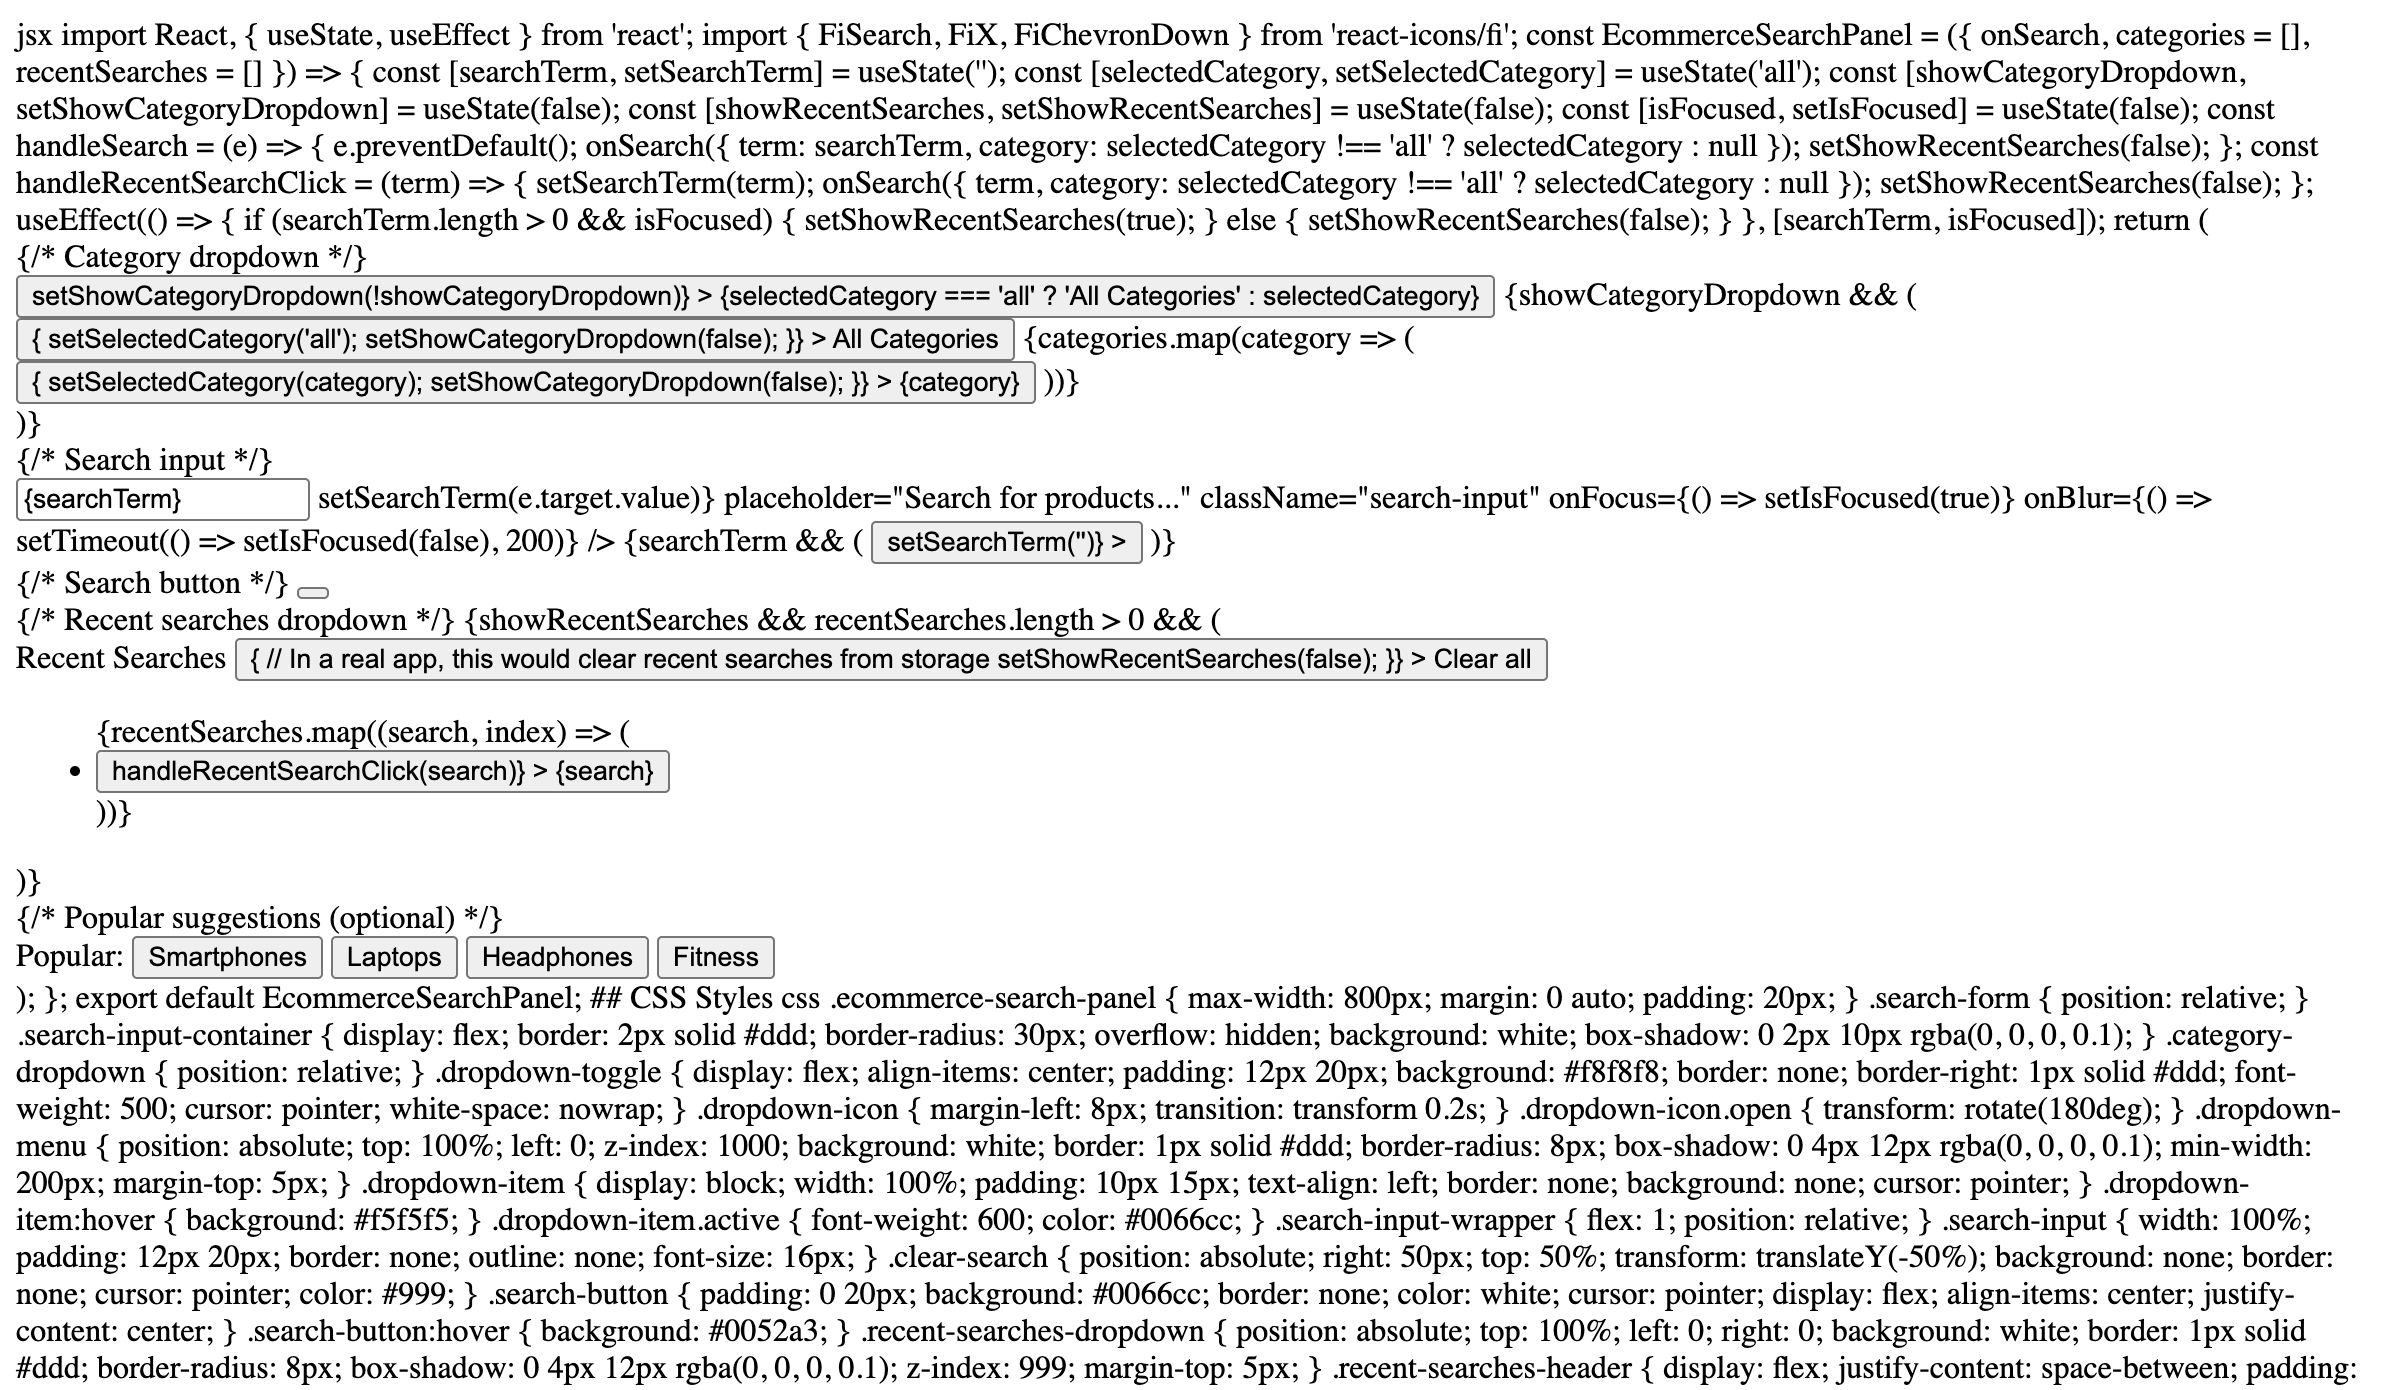 jsx import React, { useState, useEffect } from 'react'; import { FiSearch, FiX, FiChevronDown } from 'react-icons/fi'; const EcommerceSearchPanel = ({ onSearch, categories = [],
recentSearches = [] }) => { const [searchTerm, setSearchTerm] = useState(''); const [selectedCategory, setSelectedCategory] = useState('all'); const [showCategoryDropdown,
setShowCategoryDropdown] = useState(false); const [showRecentSearches, setShowRecentSearches] = useState(false); const [isFocused, setIsFocused] = useState(false); const
handleSearch = (e) => { e.preventDefault(); onSearch({ term: searchTerm, category: selectedCategory !== 'all' ? selectedCategory : null }); setShowRecentSearches(false); }; const
handleRecentSearchClick = (term) => { setSearchTerm(term); onSearch({ term, category: selectedCategory !== 'all' ? selectedCategory : null }); setShowRecentSearches(false); };
useEffect(() => { if (searchTerm.length > 0 && isFocused) { setShowRecentSearches(true); } else { setShowRecentSearches(false); } }, [searchTerm, isFocused]); return (
{/* Category dropdown */}
setShowCategoryDropdown(!showCategoryDropdown)} > {selectedCategory === 'all' ? 'All Categories' : selectedCategory} {showCategoryDropdown && (
{ setSelectedCategory('all'); setShowCategoryDropdown(false); }} > All Categories {categories.map(category => (
{ setSelectedCategory(category); setShowCategoryDropdown(false); }} > {category} ))}
)}
{/* Search input */}
{searchTerm} setSearchTerm(e.target.value)} placeholder="Search for products..." className="search-input" onFocus={() => setIsFocused(true)} onBlur={() =>
setTimeout(() => setIsFocused(false), 200)} /> {searchTerm && ( setSearchTerm('')} > )}
{/* Search button */}
{/* Recent searches dropdown */} {showRecentSearches && recentSearches.length > 0 && (
Recent Searches { // In a real app, this would clear recent searches from storage setShowRecentSearches(false); }} > Clear all
{recentSearches.map((search, index) => (
• handleRecentSearchClick(search)} > {search}
))}
)}
{/* Popular suggestions (optional) */}
Popular: Smartphones Laptops Headphones Fitness
); }; export default EcommerceSearchPanel; ## CSS Styles css .ecommerce-search-panel { max-width: 800px; margin: 0 auto; padding: 20px; } .search-form { position: relative; }
.search-input-container { display: flex; border: 2px solid #ddd; border-radius: 30px; overflow: hidden; background: white; box-shadow: 0 2px 10px rgba(0, 0, 0, 0.1); } .category-
dropdown { position: relative; } .dropdown-toggle { display: flex; align-items: center; padding: 12px 20px; background: #f8f8f8; border: none; border-right: 1px solid #ddd; font-
weight: 500; cursor: pointer; white-space: nowrap; } .dropdown-icon { margin-left: 8px; transition: transform 0.2s; } .dropdown-icon.open { transform: rotate(180deg); } .dropdown-
menu { position: absolute; top: 100%; left: 0; z-index: 1000; background: white; border: 1px solid #ddd; border-radius: 8px; box-shadow: 0 4px 12px rgba(0, 0, 0, 0.1); min-width:
200px; margin-top: 5px; } .dropdown-item { display: block; width: 100%; padding: 10px 15px; text-align: left; border: none; background: none; cursor: pointer; } .dropdown-
item:hover { background: #f5f5f5; } .dropdown-item.active { font-weight: 600; color: #0066cc; } .search-input-wrapper { flex: 1; position: relative; } .search-input { width: 100%;
padding: 12px 20px; border: none; outline: none; font-size: 16px; } .clear-search { position: absolute; right: 50px; top: 50%; transform: translateY(-50%); background: none; border:
none; cursor: pointer; color: #999; } .search-button { padding: 0 20px; background: #0066cc; border: none; color: white; cursor: pointer; display: flex; align-items: center; justify-
content: center; } .search-button:hover { background: #0052a3; } .recent-searches-dropdown { position: absolute; top: 100%; left: 0; right: 0; background: white; border: 1px solid
#ddd; border-radius: 8px; box-shadow: 0 4px 12px rgba(0, 0, 0, 0.1); z-index: 999; margin-top: 5px; } .recent-searches-header { display: flex; justify-content: space-between; padding: